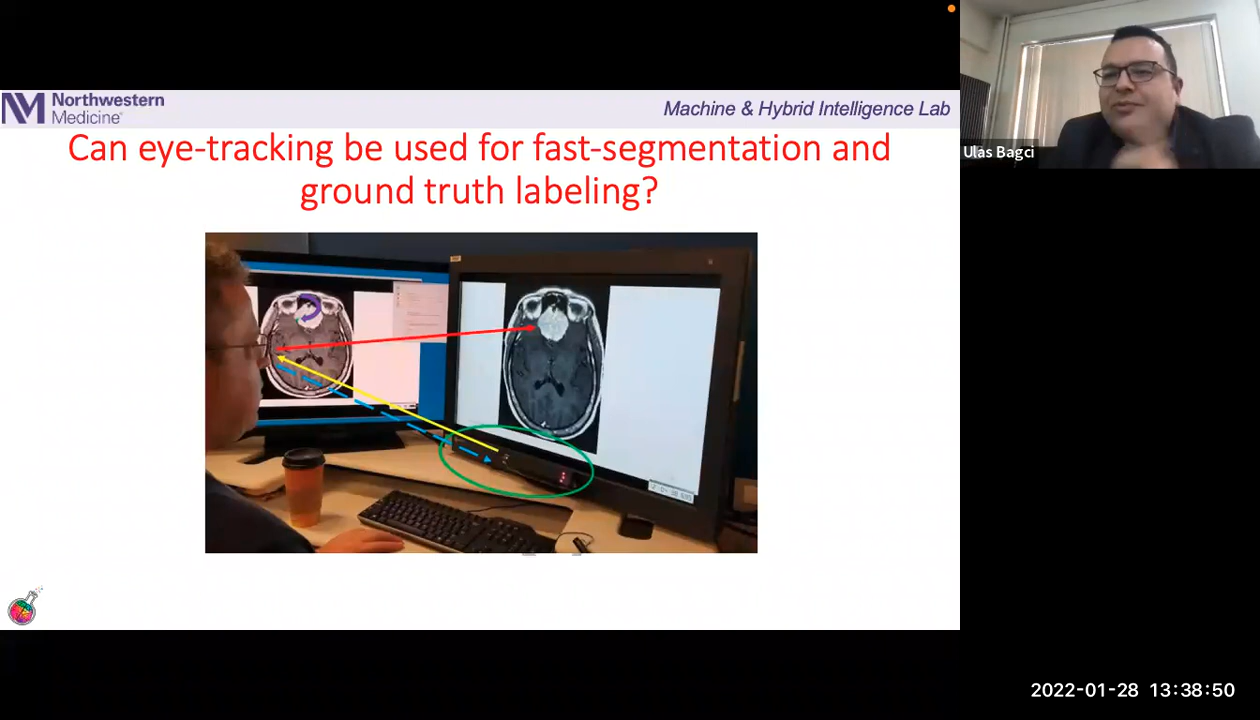 Northwestern
Medicine
Machine & Hybrid Intelligence Lab
Can eye-tracking be used for fast-segmentation and
ground truth labeling?
Ulas Bagci
2022-01-28 13:38:50